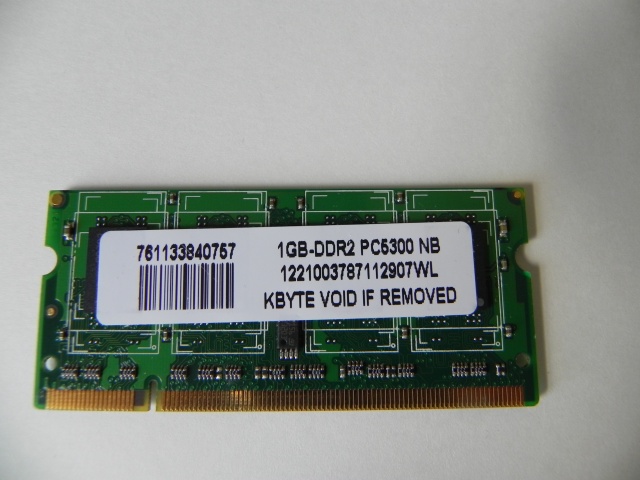 761133840757
1GB-DDR2 PC5300 NB
1221003787112907WL
KBYTE VOID IF REMOVED